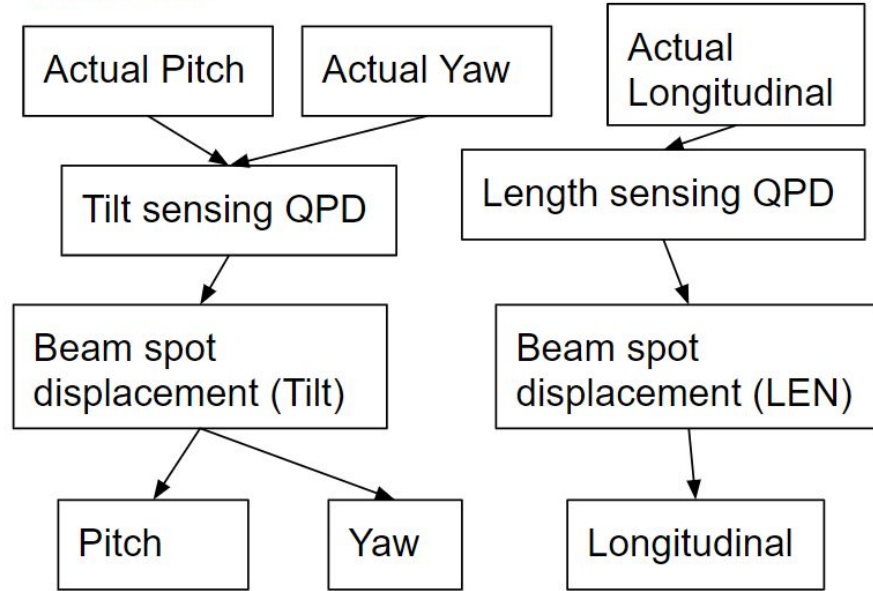 Actual Pitch
Actual Yaw
Actual
Longitudinal
Tilt sensing QPD
Length sensing QPD
Beam spot
displacement (Tilt)
Beam spot
displacement (LEN)
Pitch
Yaw
Longitudinal